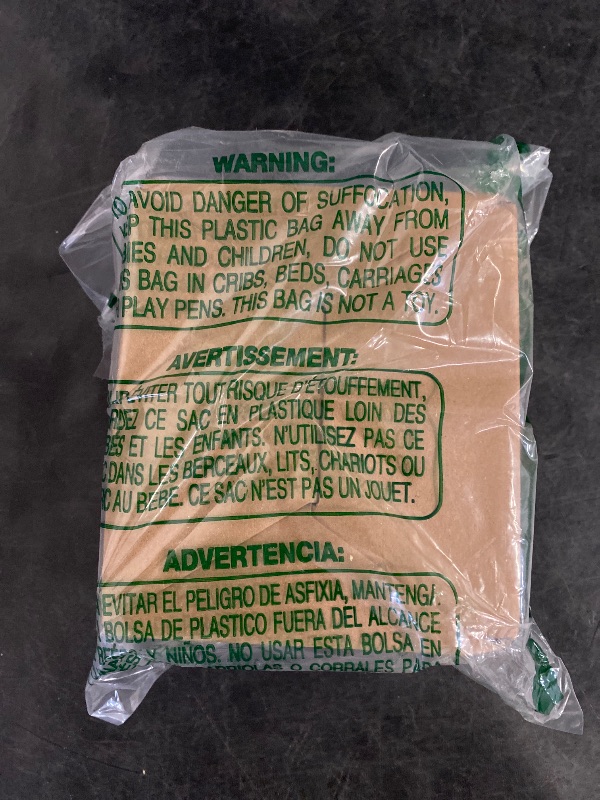 WARNING:
AVOID DANGER OF SUFFOCATION,
THIS PLASTIC BAG AWAY FROM
AND CHILDREN, DO NOT USE
BAG IN CRIBS, BEDS, CARRIAGES
PLAY PENS. THIS BAG IS NOT A TOY.
AVERTISSEMENT:
TOUT RISQUE D'ÉTOUFFEMENT,
CE SAC EN PLASTIQUE LOIN DES
ET LES ENFANTS. N'UTILISEZ PAS CE
DANS LES BERCEAUX, LITS, CHARIOTS OU
AU BEBE. CE SAC N'EST PAS UN JOUET.
ADVERTENCIA:
EVITAR EL PELIGRO DE ASFIXIA, MANTENGA
BOLSA DE PLASTICO FUERA DEL ALCANCE
Y NIÑOS. NO USAR ESTA BOLSA EN
O CORRALES PARA